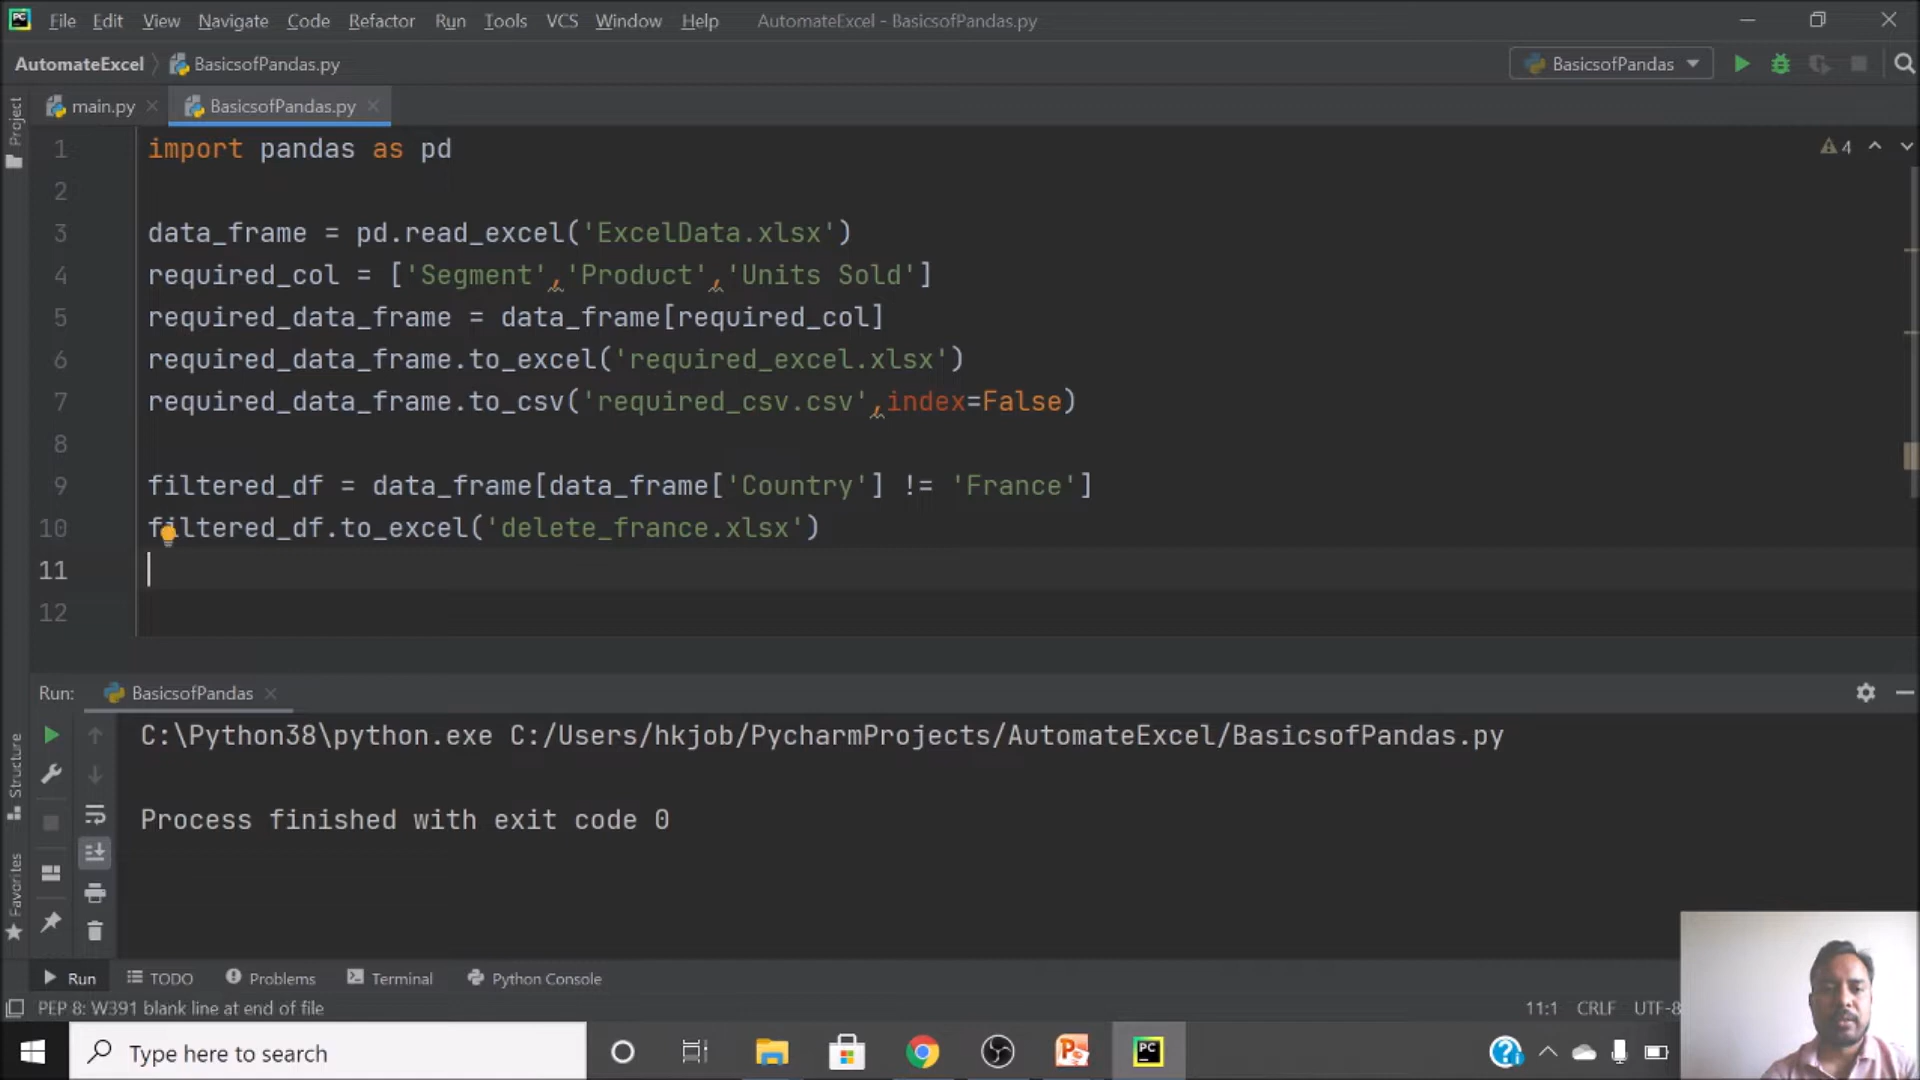 File Edit View Navigate Code Refactor Run Tools VCS Window Help AutomateExcel - BasicsofPandas.py
AutomateExcel BasicsofPandas.py BasicsofPandas
main.py BasicsofPandas.py
Project
1 import pandas as pd
4
2
3 data_frame = pd.read_excel('ExcelData.xlsx')
4 required_col = ['Segment','Product','Units Sold']
5 required_data_frame = data_frame[required_col]
6 required_data_frame.to_excel('required_excel.xlsx')
7 required_data_frame.to_csv('required_csv.csv',index=False)
8
9 filtered_df = data_frame[data_frame['Country'] != 'France']
10 filtered_df.to_excel('delete_france.xlsx')
11
12
Run: BasicsofPandas
C:\Python38\python.exe C:/Users/hkjob/PycharmProjects/AutomateExcel/BasicsofPandas.py
Process finished with exit code 0
Structure
Favorites
Run TODO Problems Terminal Python Console
PEP 8: W391 blank line at end of file 11:1 CRLF UTF-8
Type here to search